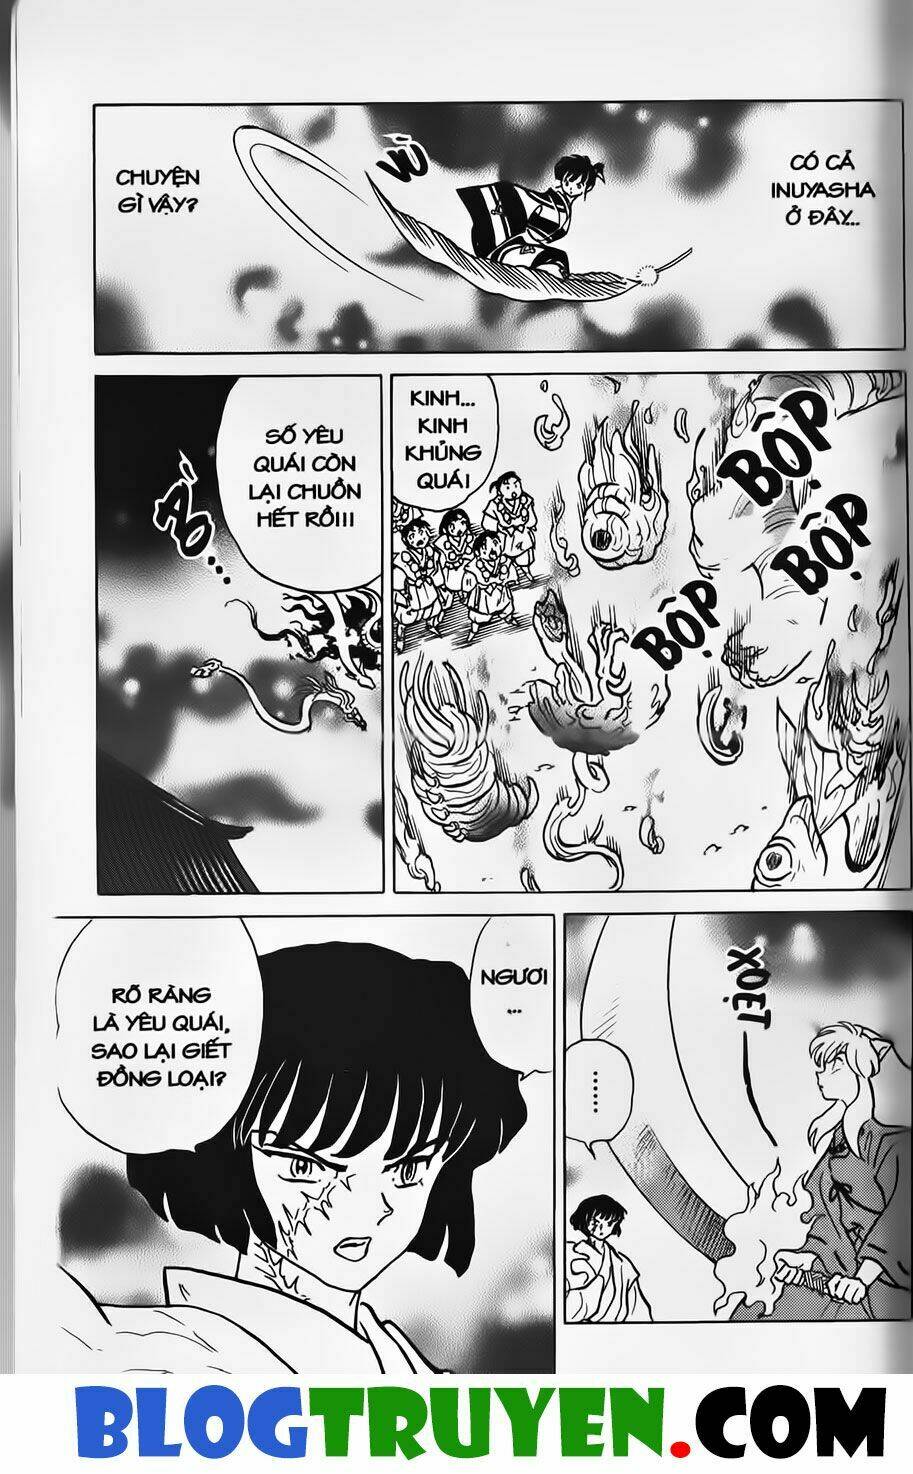 CÓ CẢ
INUYASHA
Ở ĐÂY...
VÙ
CHUYỆN
GÌ VẬY?
BỘP
BỘP
BỘP
KINH...
KINH
KHỦNG
QUÁ!
SỐ YÊU
QUÁI CÒN
LẠI CHUỒN
HẾT RỒI!!!
ÀO...
XOẸT
.......
NGƯƠI
...
RÕ RÀNG
LÀ YÊU QUÁI,
SAO LẠI GIẾT
ĐỒNG LOẠI?
BLOGTRUYEN.COM